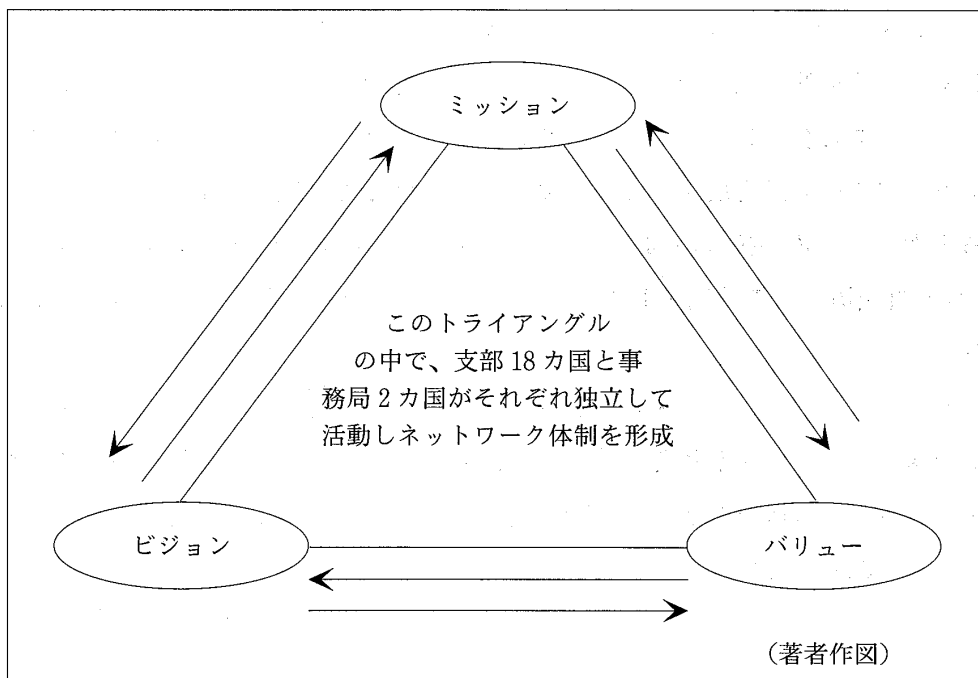 ミッション
このトライアングル
の中で、支部18カ国と事
務局2カ国がそれぞれ独立して
活動しネットワーク体制を形成
ビジョン
バリュー
（著者作図）